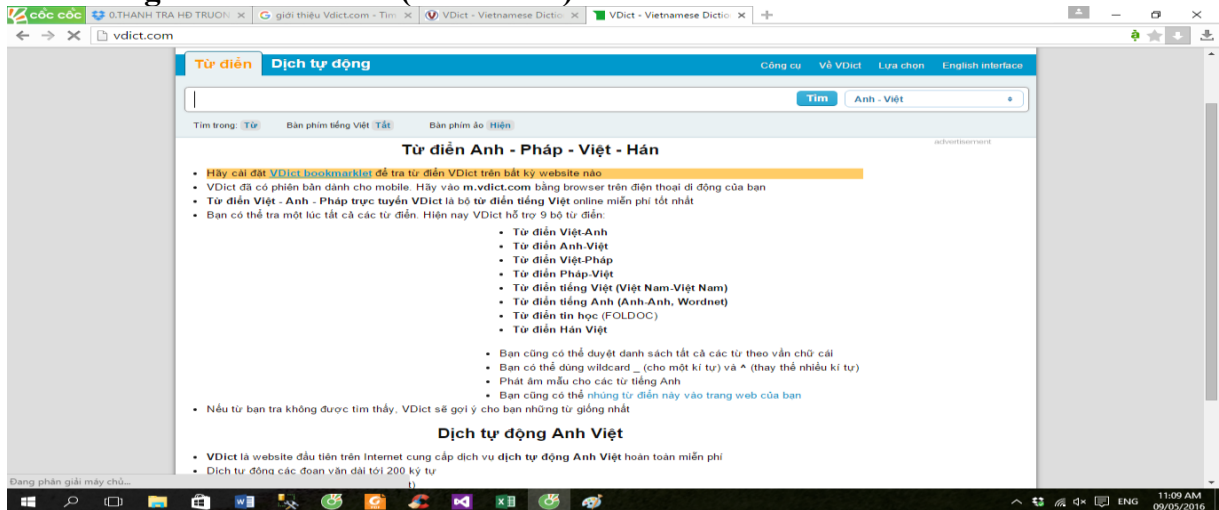 cốc cốc 0.THANH TRA HĐ TRUON giới thiệu Vdict.com - Tìm VDict - Vietnamese Dictio VDict - Vietnamese Dictio
vdict.com
Từ điển Dịch tự động Công cụ Về VDict Lựa chọn English interface
Tìm Anh - Việt
Tìm trong: Từ Bàn phím tiếng Việt Tắt Bàn phím ảo Hiện
advertisement
Từ điển Anh - Pháp - Việt - Hán
Hãy cài đặt VDict bookmarklet để tra từ điển VDict trên bất kỳ website nào
VDict đã có phiên bản dành cho mobile. Hãy vào m.vdict.com bằng browser trên điện thoại di động của bạn
Từ điển Việt - Anh - Pháp trực tuyến VDict là bộ từ điển tiếng Việt online miễn phí tốt nhất
Bạn có thể tra một lúc tất cả các từ điển. Hiện nay VDict hỗ trợ 9 bộ từ điển:
Từ điển Việt-Anh
Từ điển Anh-Việt
Từ điển Việt-Pháp
Từ điển Pháp-Việt
Từ điển tiếng Việt (Việt Nam-Việt Nam)
Từ điển tiếng Anh (Anh-Anh, Wordnet)
Từ điển tin học (FOLDOC)
Từ điển Hán Việt
Bạn cũng có thể duyệt danh sách tất cả các từ theo vần chữ cái
Bạn có thể dùng wildcard _ (cho một kí tự) và ^ (thay thế nhiều kí tự)
Phát âm mẫu cho các từ tiếng Anh
Bạn cũng có thể nhúng từ điển này vào trang web của bạn
Nếu từ bạn tra không được tìm thấy, VDict sẽ gợi ý cho bạn những từ giống nhất
Dịch tự động Anh Việt
VDict là website đầu tiên trên Internet cung cấp dịch vụ dịch tự động Anh Việt hoàn toàn miễn phí
Dịch tự động các đoạn văn dài tới 200 ký tự
Đang phân giải máy chủ...
ENG 11:09 AM
09/05/2016